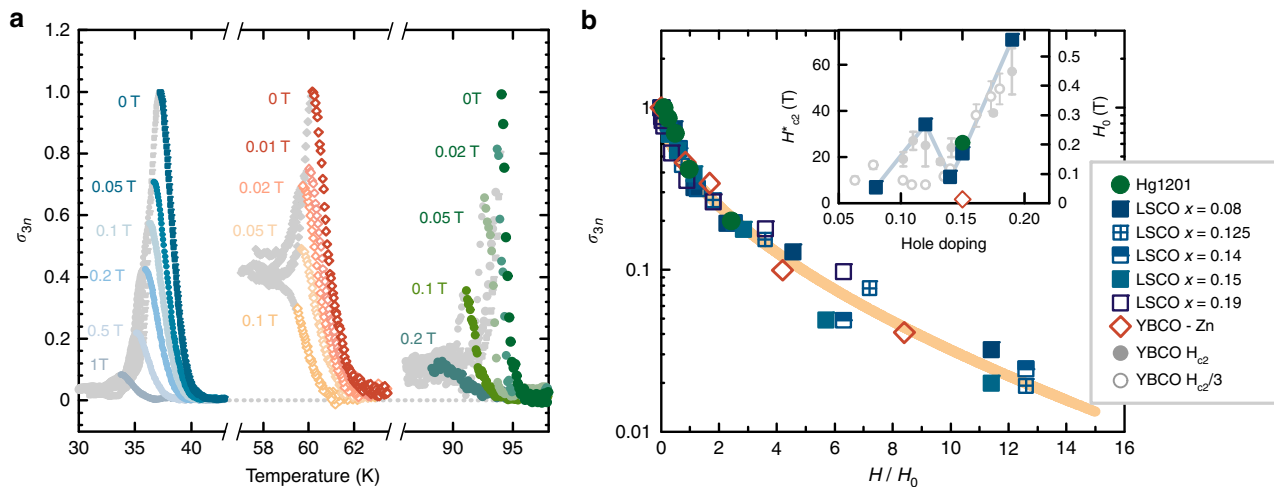 a
1.2
1.0
0.8
0.6
0.4
0.2
0
σ3n
0 T
0.05 T
0.1 T
0.2 T
0.5 T
1T
0 T
0.01 T
0.02 T
0.05 T
0.1 T
0T
0.02 T
0.05 T
0.1 T
0.2 T
30 35 40 58 60 62 90 95
Temperature (K)
b
1
0.1
0.01
σ3n
0 2 4 6 8 10 12 14 16
H / H0
60
40
20
0
H*c2 (T)
0.5
0.4
0.3
0.2
0.1
0
H0 (T)
0.05 0.10 0.15 0.20
Hole doping
Hg1201
LSCO x = 0.08
LSCO x = 0.125
LSCO x = 0.14
LSCO x = 0.15
LSCO x = 0.19
YBCO - Zn
YBCO Hc2
YBCO Hc2/3